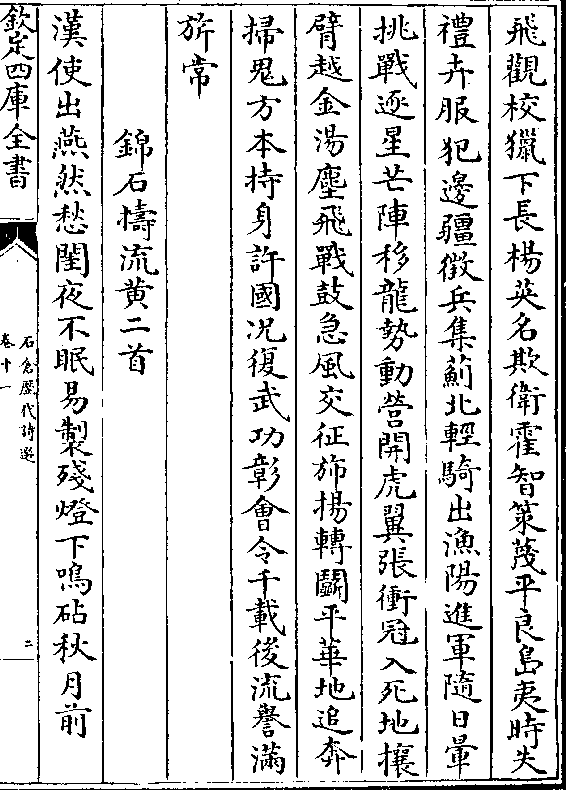 飛觀校獵下長楊英名欺衛霍智策蔑平良島夷時失
禮卉服犯邊疆徵兵集薊北輕騎出漁陽進軍隨日暈
挑戰逐星芒陣移龍勢動營開虎翼張衝冠入死地攘
臂越金湯塵飛戰鼓急風交征斾揚轉鬭平華地追奔
掃鬼方本持身許國况復武功彰會令千載後流譽滿
旂常
錦石擣流黄二首
漢使出燕然愁閨夜不眠易製殘燈下鳴砧秋月前
欽定四庫全書
石倉歷代詩選
卷十一
二